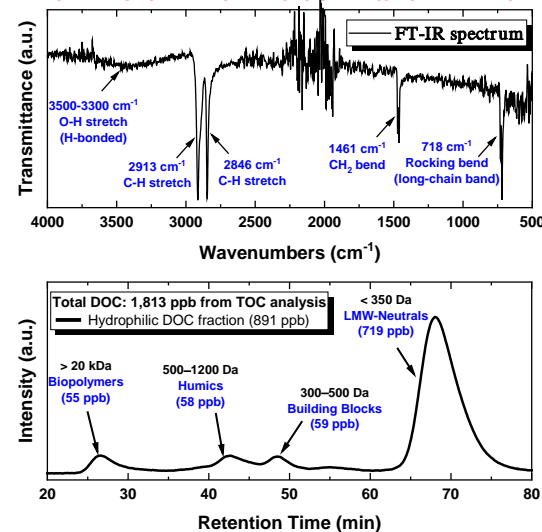 FT-IR spectrum
Transmittance (a.u.)
3500-3300 cm⁻¹
O-H stretch
(H-bonded)
2913 cm⁻¹
C-H stretch
2846 cm⁻¹
C-H stretch
1461 cm⁻¹
CH₂ bend
718 cm⁻¹
Rocking bend
(long-chain band)
4000 3500 3000 2500 2000 1500 1000 500
Wavenumbers (cm⁻¹)
Total DOC: 1,813 ppb from TOC analysis
Hydrophilic DOC fraction (891 ppb)
Intensity (a.u.)
> 20 kDa
Biopolymers
(55 ppb)
500–1200 Da
Humics
(58 ppb)
300–500 Da
Building Blocks
(59 ppb)
< 350 Da
LMW-Neutrals
(719 ppb)
20 30 40 50 60 70 80
Retention Time (min)